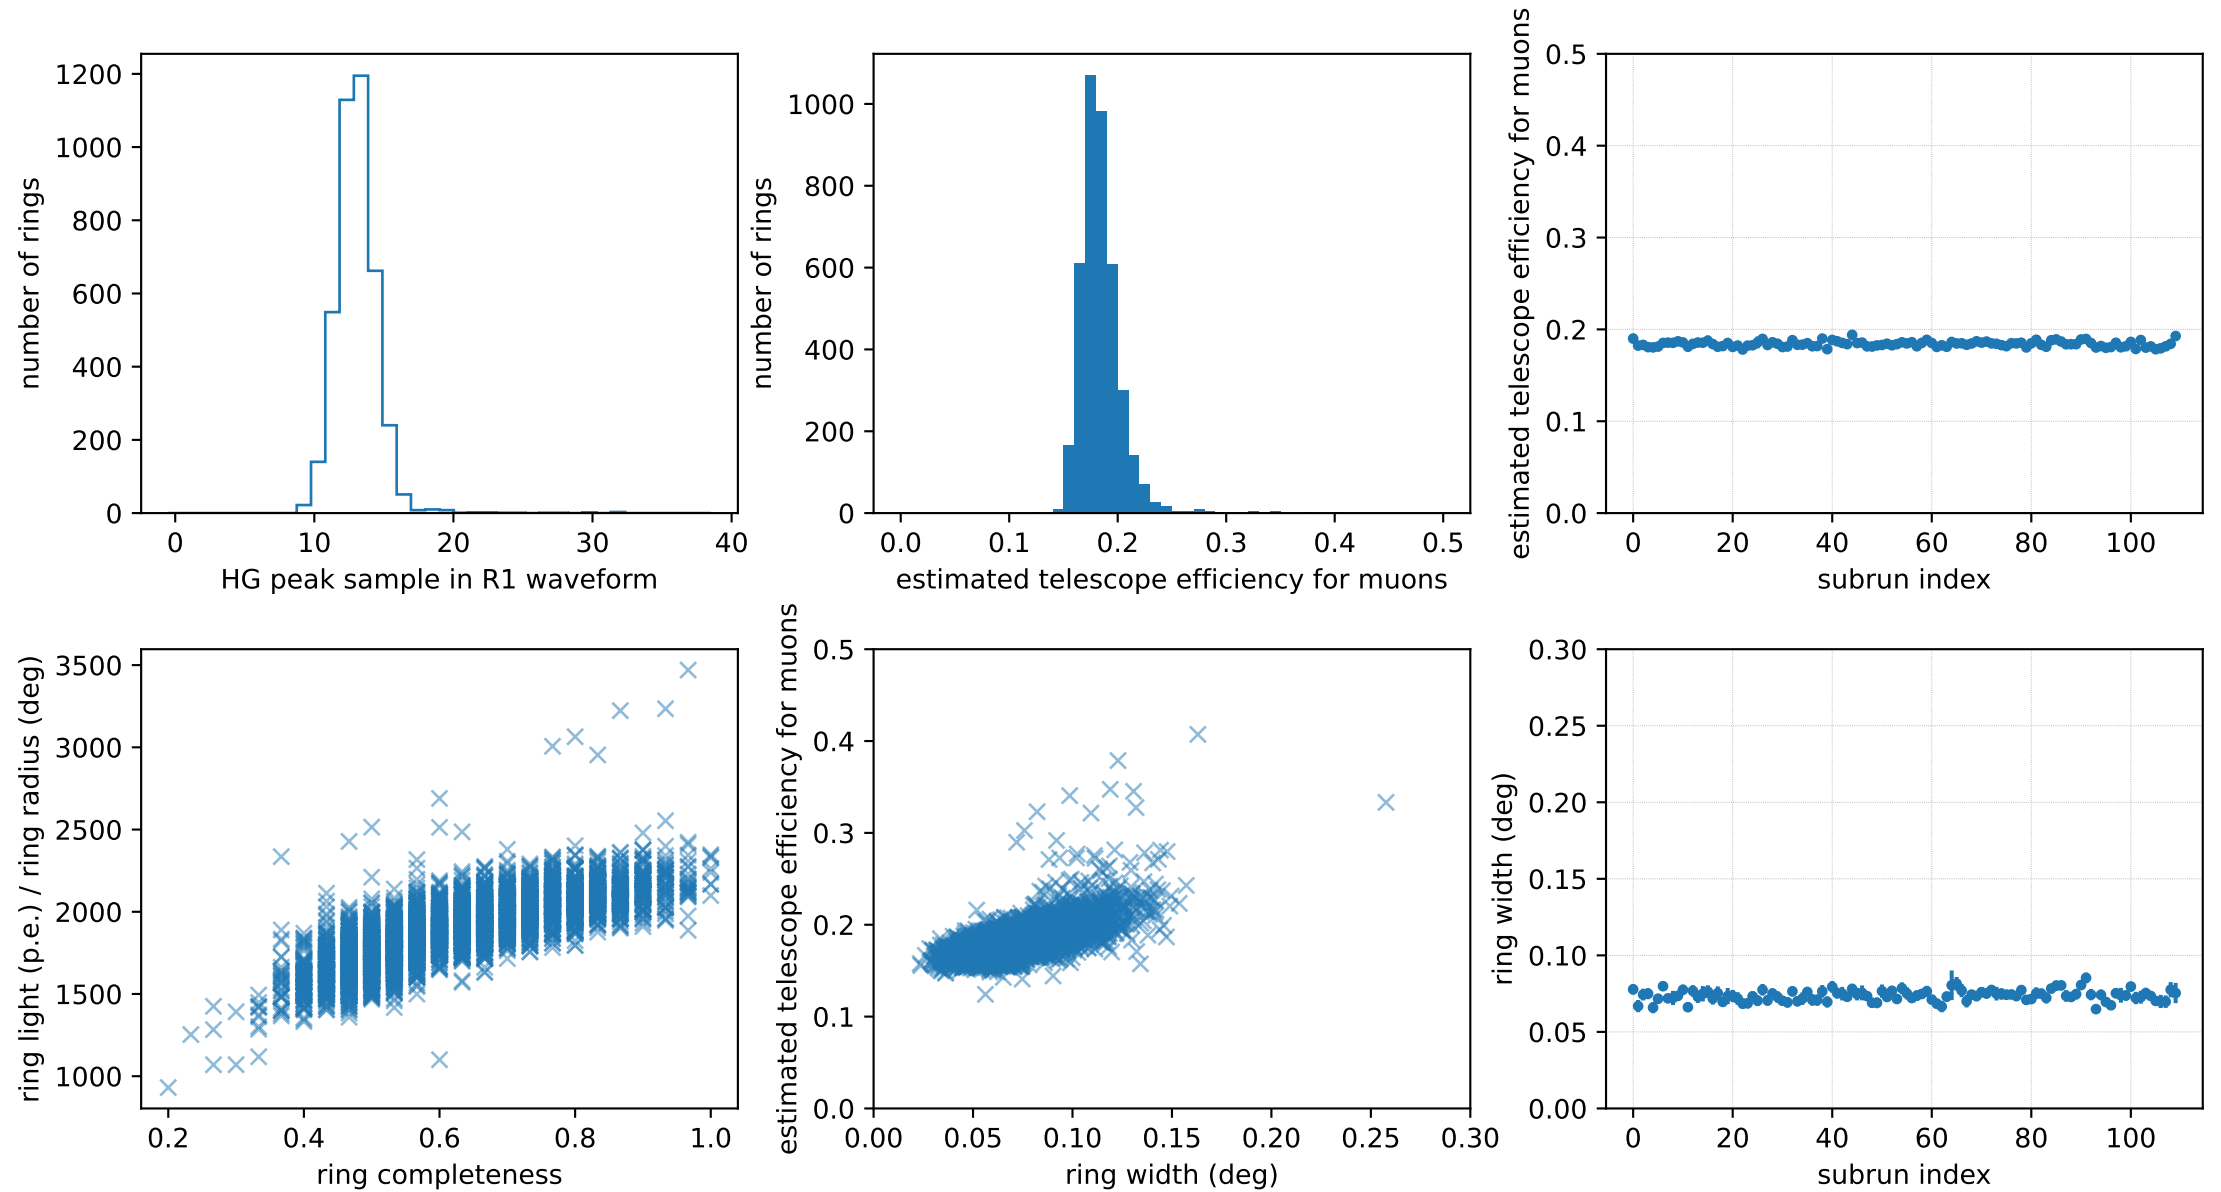 number of rings
1200
1000
800
600
400
200
0
0 10 20 30 40
HG peak sample in R1 waveform
number of rings
1000
800
600
400
200
0
0.0 0.1 0.2 0.3 0.4 0.5
estimated telescope efficiency for muons
estimated telescope efficiency for muons
0.5
0.4
0.3
0.2
0.1
0.0
0 20 40 60 80 100
subrun index
ring light (p.e.) / ring radius (deg)
3500
3000
2500
2000
1500
1000
0.2 0.4 0.6 0.8 1.0
ring completeness
estimated telescope efficiency for muons
0.5
0.4
0.3
0.2
0.1
0.0
0.00 0.05 0.10 0.15 0.20 0.25 0.30
ring width (deg)
ring width (deg)
0.30
0.25
0.20
0.15
0.10
0.05
0.00
0 20 40 60 80 100
subrun index